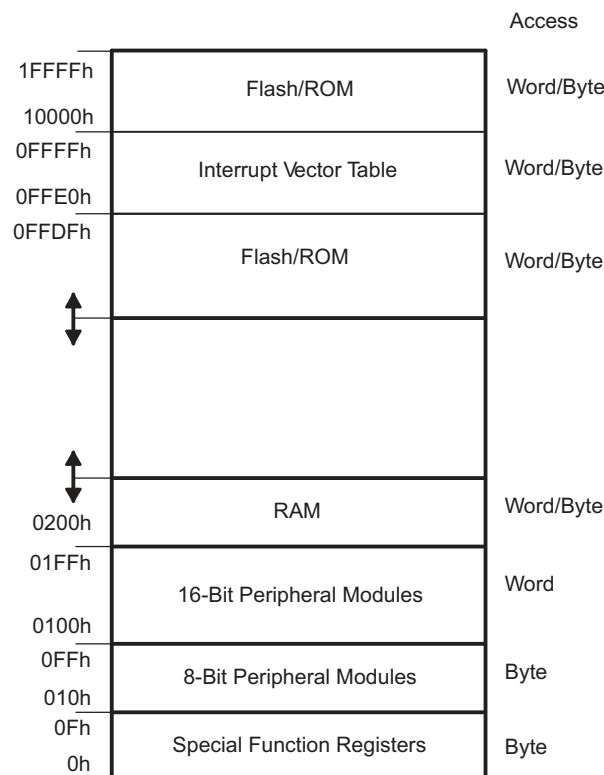 Access
1FFFFh
Flash/ROM
Word/Byte
10000h
0FFFFh
Interrupt Vector Table
Word/Byte
0FFE0h
0FFDFh
Flash/ROM
Word/Byte
RAM
Word/Byte
0200h
01FFh
16-Bit Peripheral Modules
Word
0100h
0FFh
8-Bit Peripheral Modules
Byte
010h
0Fh
Special Function Registers
Byte
0h